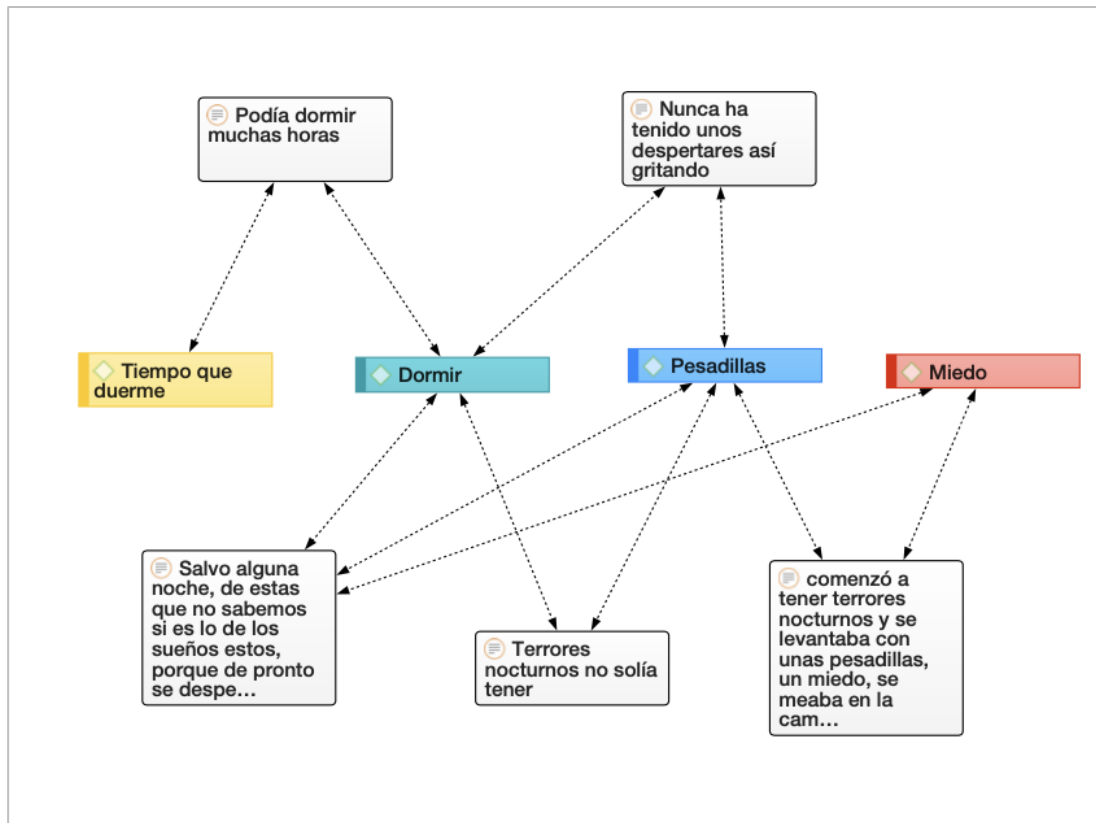 Podía dormir
muchas horas
Nunca ha
tenido unos
despertares así
gritando
Tiempo que
duerme
Dormir
Pesadillas
Miedo
Salvo alguna
noche, de estas
que no sabemos
si es lo de los
sueños estos,
porque de pronto
se despe...
Terrores
nocturnos no solía
tener
comenzó a
tener terrores
nocturnos y se
levantaba con
unas pesadillas,
un miedo, se
meaba en la
cam...